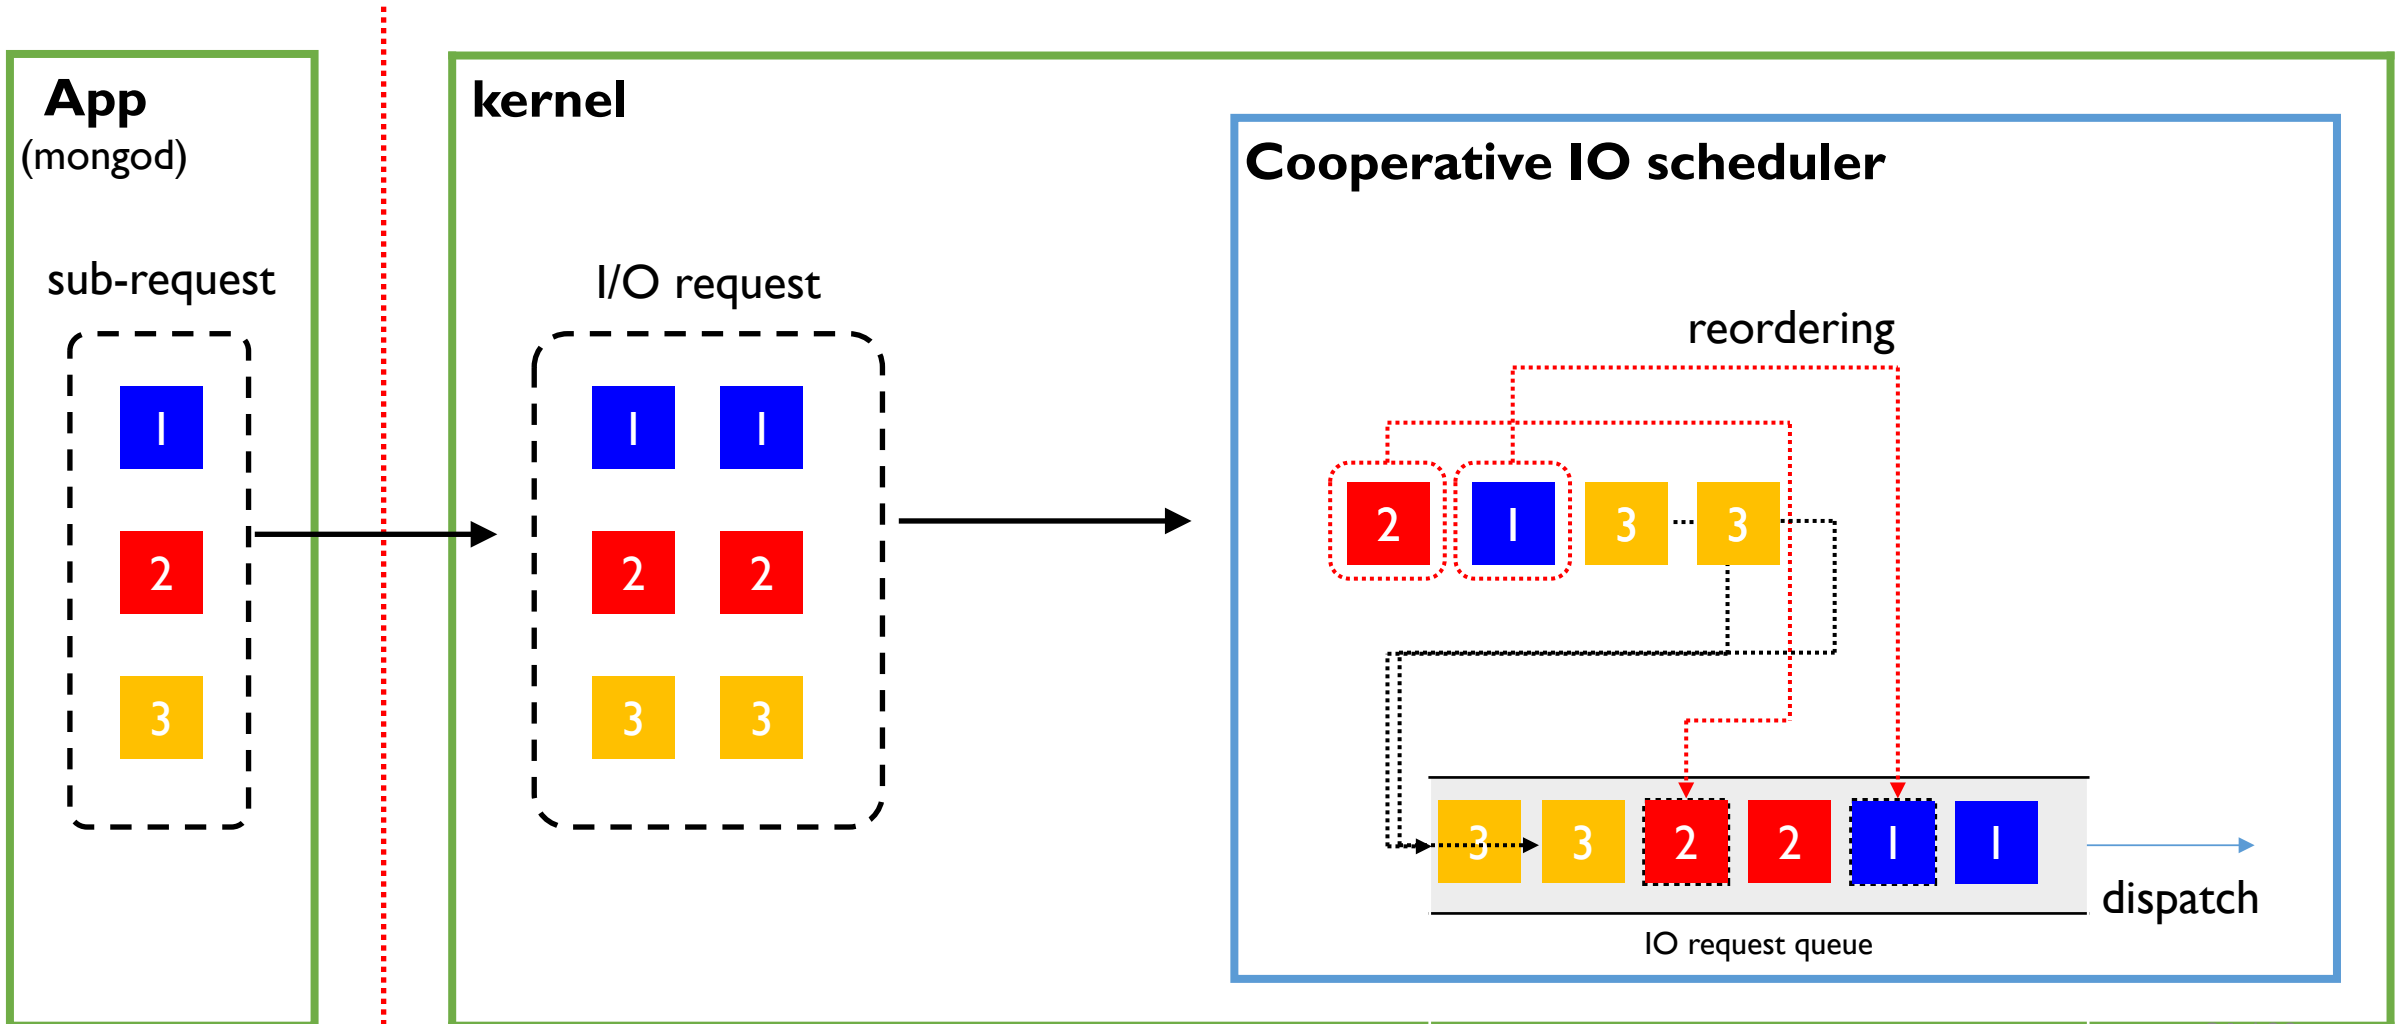 App
(mongod)
sub-request
1
2
3
kernel
I/O request
1 1
2 2
3 3
Cooperative IO scheduler
reordering
2 1 3 3
3 3 2 2 1 1
dispatch
IO request queue